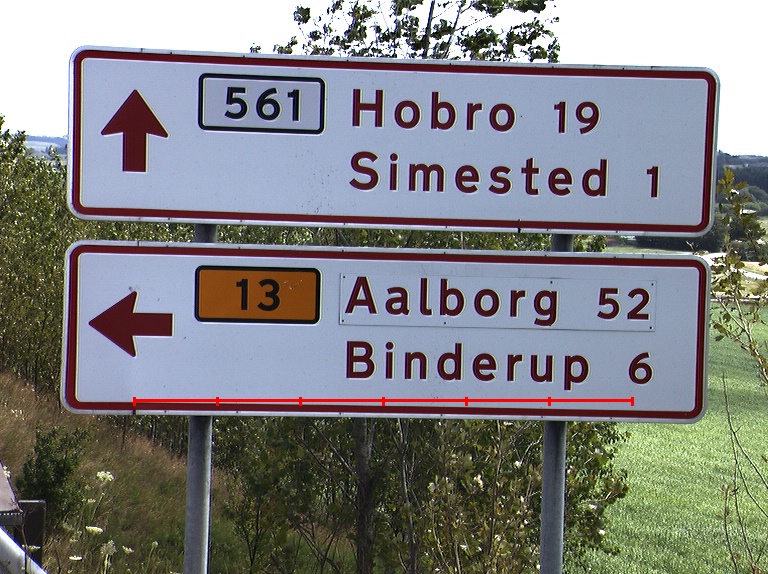 561 Hobro 19
Simested 1
13 Aalborg 52
Binderup 6